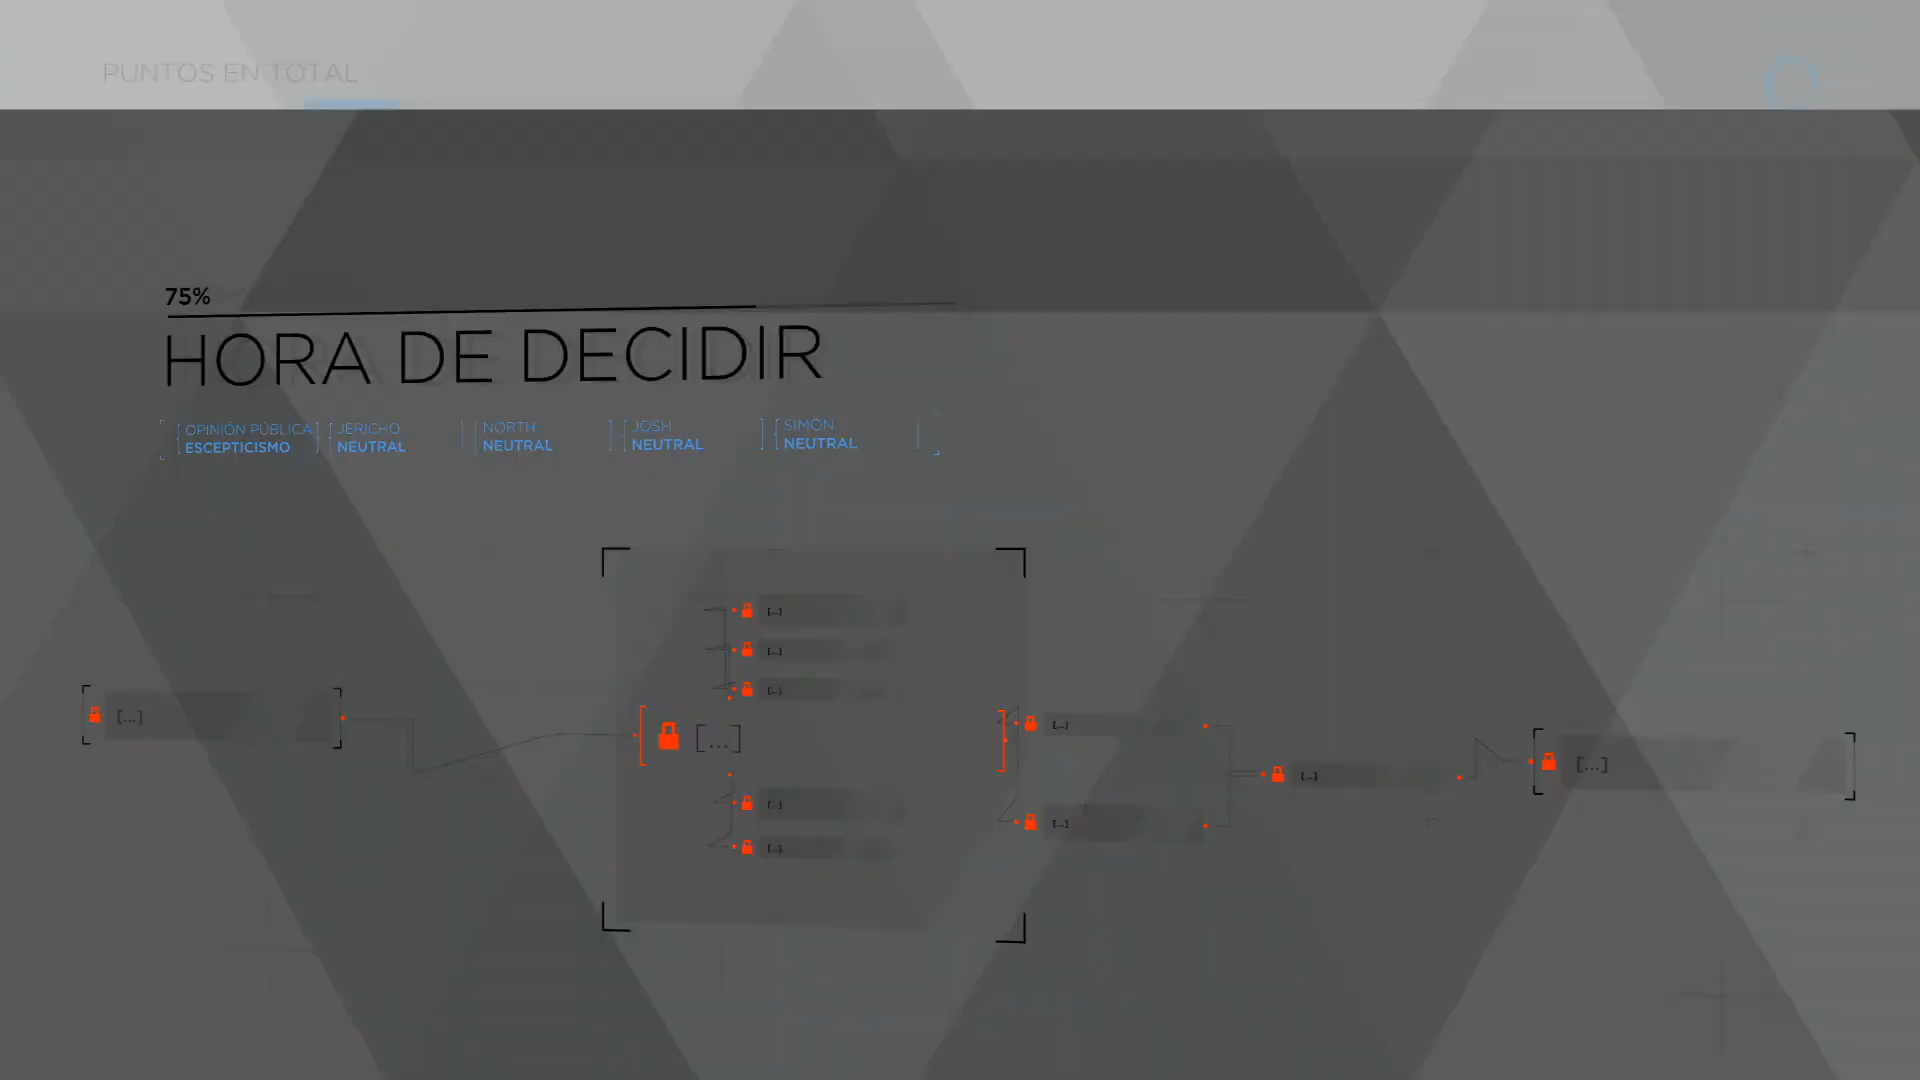 PUNTOS EN TOTAL
75%
HORA DE DECIDIR
OPINIÓN PÚBLICA
ESCEPTICISMO
JERICHO
NEUTRAL
NORTH
NEUTRAL
JOSH
NEUTRAL
SIMON
NEUTRAL
[...]
[...]
[...]
[...]
[...]
[...]
[...]
[...]
[...]
[...]
[...]